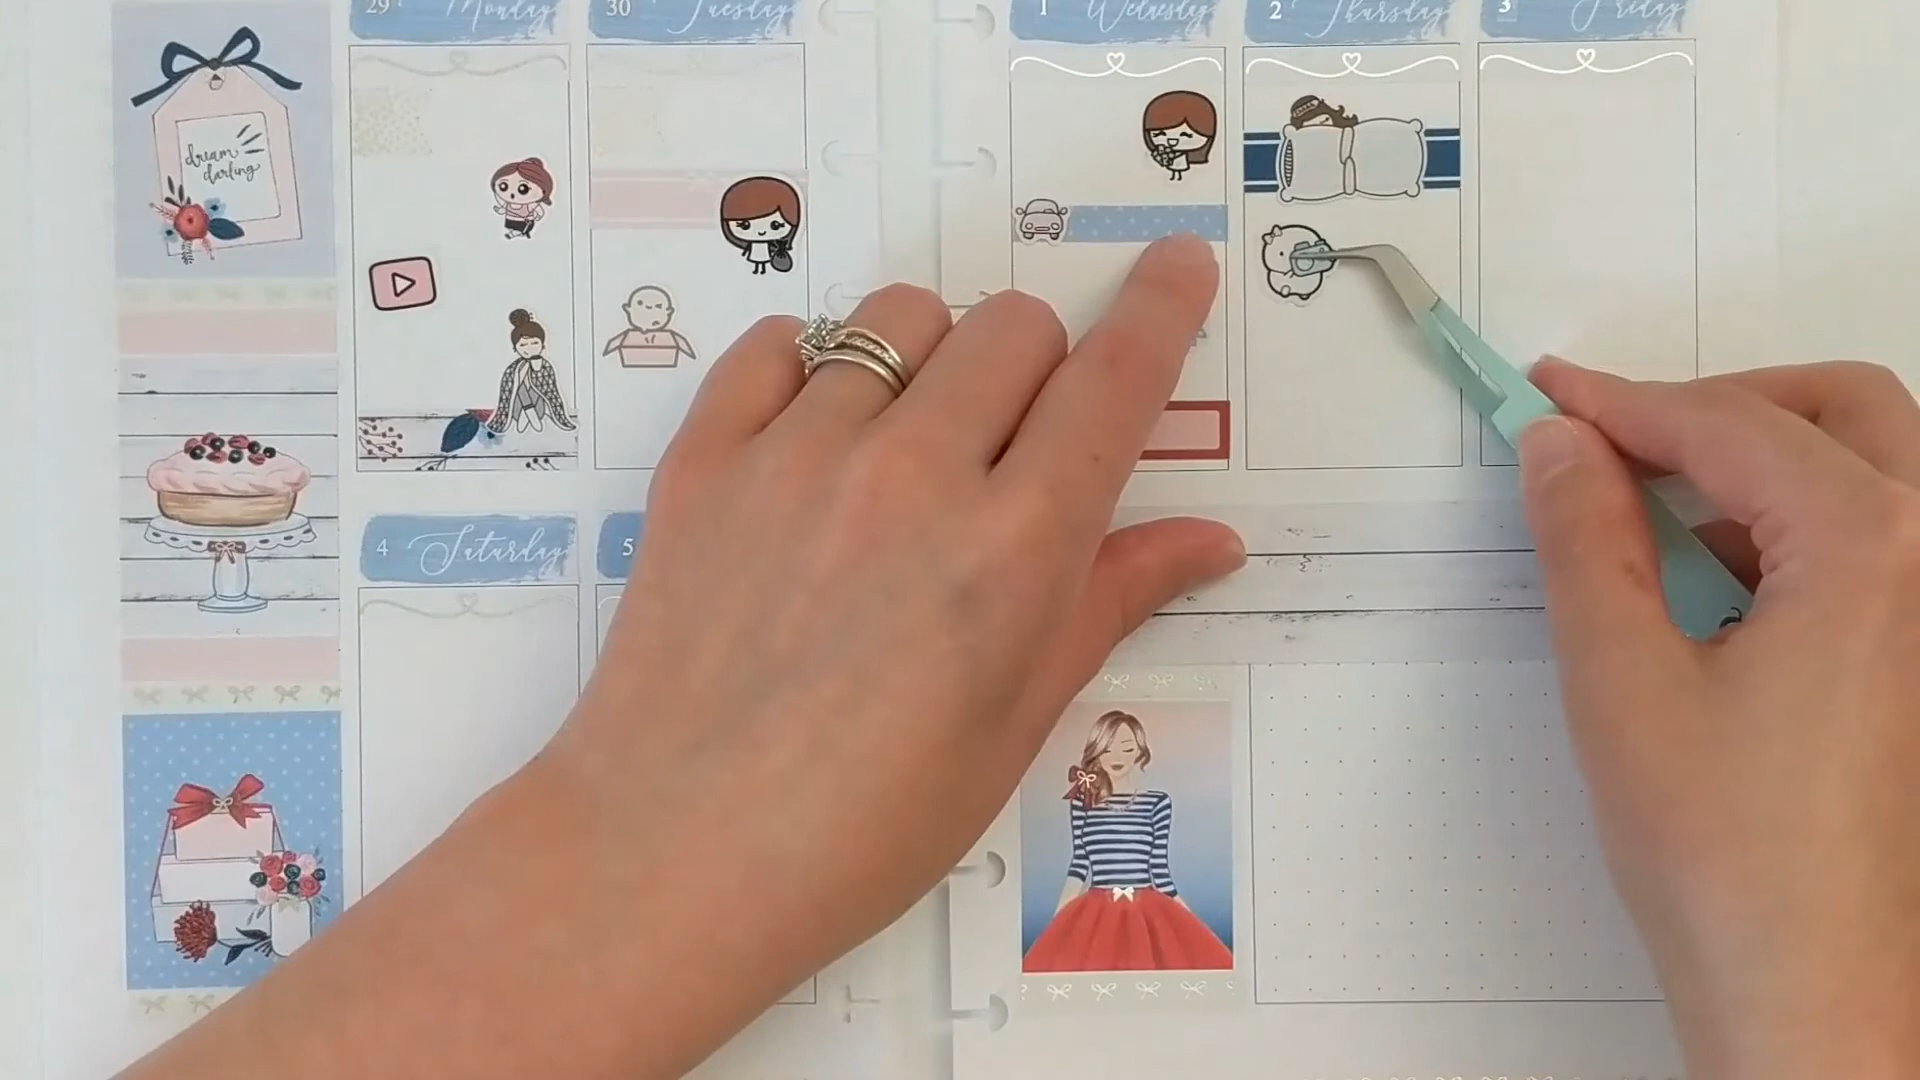 29 Monday
30 Tuesday
1 Wednesday
2 Thursday
3 Friday
dream
darling
4 Saturday
5